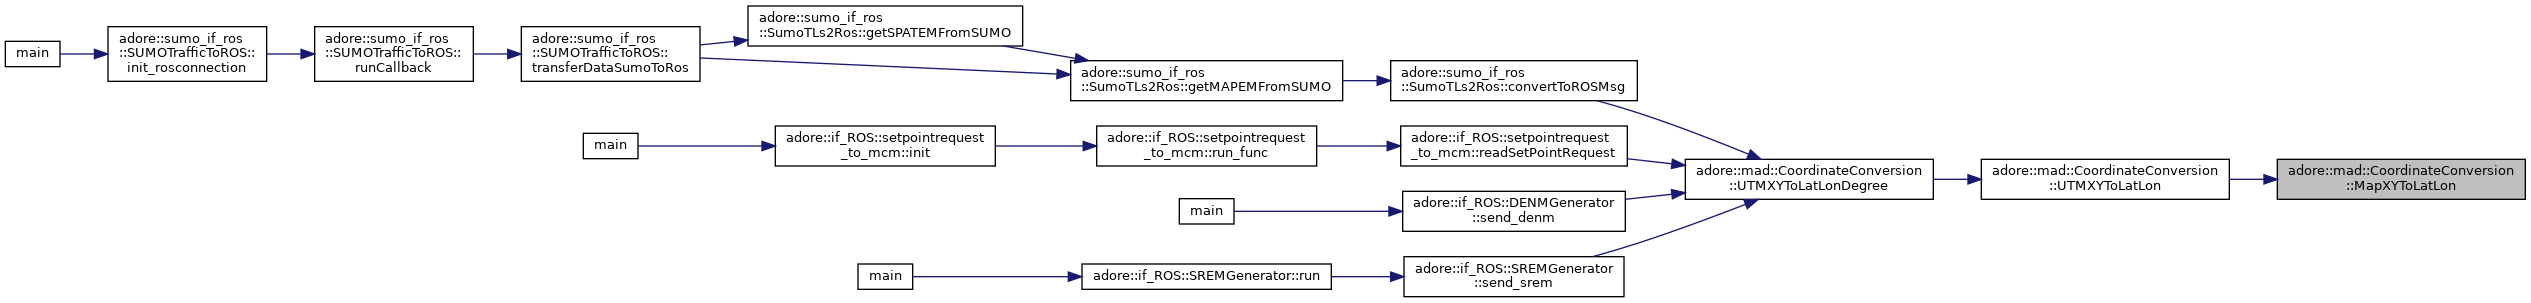 main
adore::sumo_if_ros
::SUMOTrafficToROS::
init_rosconnection
adore::sumo_if_ros
::SUMOTrafficToROS::
runCallback
adore::sumo_if_ros
::SUMOTrafficToROS::
transferDataSumoToRos
adore::sumo_if_ros
::SumoTLs2Ros::getSPATEMFromSUMO
adore::sumo_if_ros
::SumoTLs2Ros::getMAPEMFromSUMO
adore::sumo_if_ros
::SumoTLs2Ros::convertToROSMsg
main
adore::if_ROS::setpointrequest
_to_mcm::init
adore::if_ROS::setpointrequest
_to_mcm::run_func
adore::if_ROS::setpointrequest
_to_mcm::readSetPointRequest
adore::mad::CoordinateConversion
::UTMXYToLatLonDegree
adore::mad::CoordinateConversion
::UTMXYToLatLon
adore::mad::CoordinateConversion
::MapXYToLatLon
main
adore::if_ROS::DENMGenerator
::send_denm
main
adore::if_ROS::SREMGenerator::run
adore::if_ROS::SREMGenerator
::send_srem